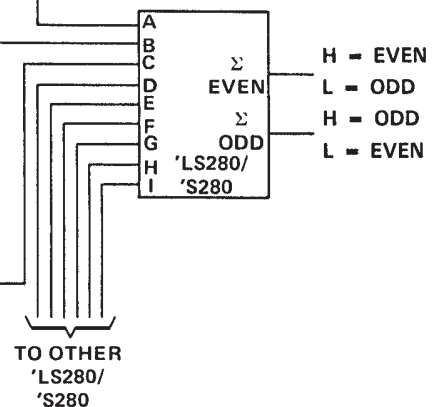 A
B
C
D
E
F
G
H
I
Σ
EVEN
Σ
ODD
'LS280/
'S280
H = EVEN
L = ODD
H = ODD
L = EVEN
TO OTHER
'LS280/
'S280